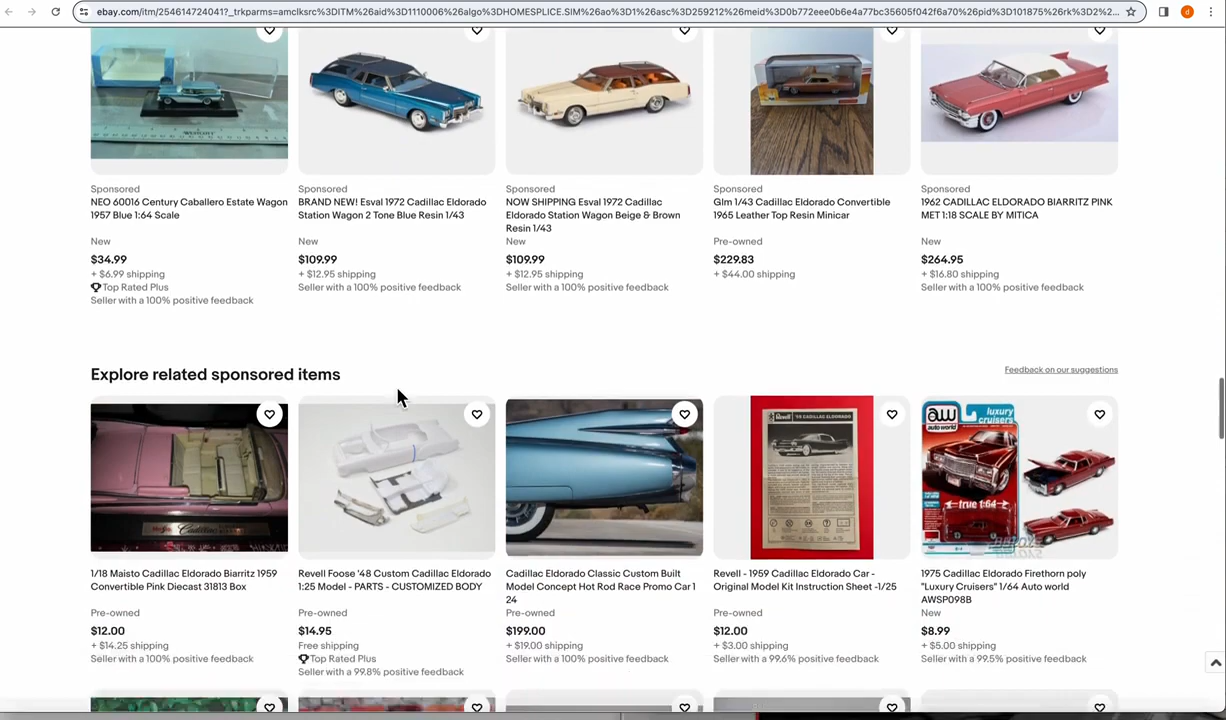 ebay.com/itm/254614724041?_trkparms=amclksrc%3DITM%26aid%3D1110006%26algo%3DHOMESPLICE.SIM%26ao%3D1%26asc%3D259212%26meid%3D0b772eee0b6e4a77bc35605f042f6a70%26pid%3D101875%26rk%3D2%2...
d
Sponsored
NEO 60016 Century Caballero Estate Wagon
1957 Blue 1:64 Scale
New
$34.99
+ $6.99 shipping
Top Rated Plus
Seller with a 100% positive feedback
Sponsored
BRAND NEW! Esval 1972 Cadillac Eldorado
Station Wagon 2 Tone Blue Resin 1/43
New
$109.99
+ $12.95 shipping
Seller with a 100% positive feedback
Sponsored
NOW SHIPPING Esval 1972 Cadillac
Eldorado Station Wagon Beige & Brown
Resin 1/43
New
$109.99
+ $12.95 shipping
Seller with a 100% positive feedback
Sponsored
Glm 1/43 Cadillac Eldorado Convertible
1965 Leather Top Resin Minicar
Pre-owned
$229.83
+ $44.00 shipping
Sponsored
1962 CADILLAC ELDORADO BIARRITZ PINK
MET 1:18 SCALE BY MITICA
New
$264.95
+ $16.80 shipping
Seller with a 100% positive feedback
Explore related sponsored items
Feedback on our suggestions
Cadillac
1/18 Maisto Cadillac Eldorado Biarritz 1959
Convertible Pink Diecast 31813 Box
Pre-owned
$12.00
+ $14.25 shipping
Seller with a 100% positive feedback
Revell Foose '48 Custom Cadillac Eldorado
1:25 Model - PARTS - CUSTOMIZED BODY
Pre-owned
$14.95
Free shipping
Top Rated Plus
Seller with a 99.8% positive feedback
Cadillac Eldorado Classic Custom Built
Model Concept Hot Rod Race Promo Car 1
24
Pre-owned
$199.00
+ $19.00 shipping
Seller with a 100% positive feedback
Revell
'59 CADILLAC ELDORADO
Revell - 1959 Cadillac Eldorado Car -
Original Model Kit Instruction Sheet -1/25
Pre-owned
$12.00
+ $3.00 shipping
Seller with a 99.6% positive feedback
aw
auto world
luxury
cruisers
true 1:64
1975 Cadillac Eldorado Firethorn poly
"Luxury Cruisers" 1/64 Auto world
AWSP098B
New
$8.99
+ $5.00 shipping
Seller with a 99.5% positive feedback